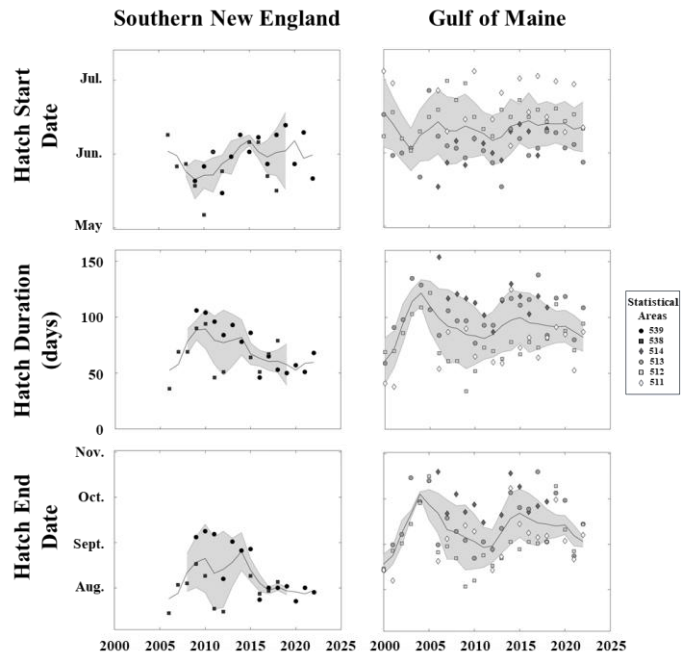 Southern New England
Gulf of Maine
Hatch Start
Date
Jul.
Jun.
May
Hatch Duration
(days)
150
100
50
0
Statistical
Areas
539
538
514
513
512
511
Hatch End
Date
Nov.
Oct.
Sept.
Aug.
2000 2005 2010 2015 2020 2025
2000 2005 2010 2015 2020 2025